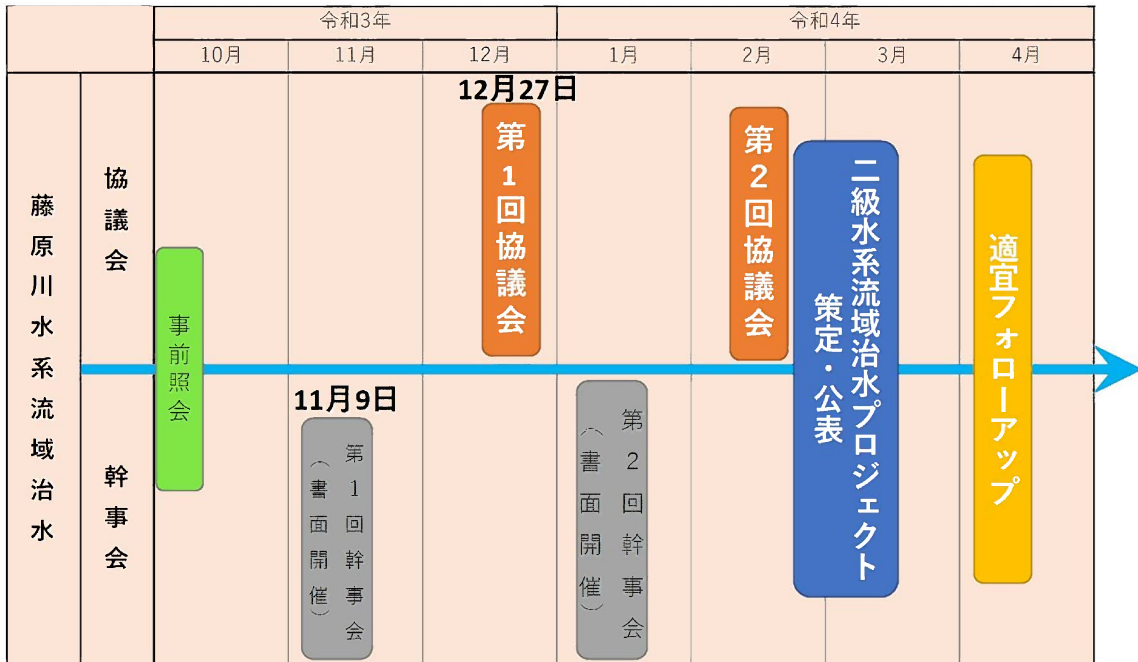 令和3年
令和4年
10月
11月
12月
1月
2月
3月
4月
藤原川水系流域治水
協議会
幹事会
事前照会
11月9日
第1回幹事会
(書面開催)
12月27日
第1回協議会
第2回幹事会
(書面開催)
第2回協議会
二級水系流域治水プロジェクト
策定・公表
適宜フォローアップ